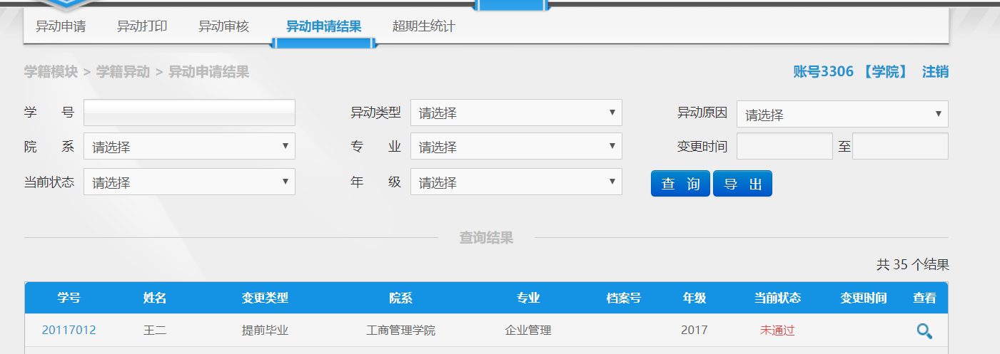 异动申请 异动打印 异动审核 异动申请结果 超期生统计
学籍模块 > 学籍异动 > 异动申请结果 账号3306 【学院】 注销
学 号 异动类型 请选择 异动原因 请选择
院 系 请选择 专 业 请选择 变更时间 至
当前状态 请选择 年 级 请选择 查 询 导 出
查询结果
共 35 个结果
学号 姓名 变更类型 院系 专业 档案号 年级 当前状态 变更时间 查看
20117012 王二 提前毕业 工商管理学院 企业管理 2017 未通过